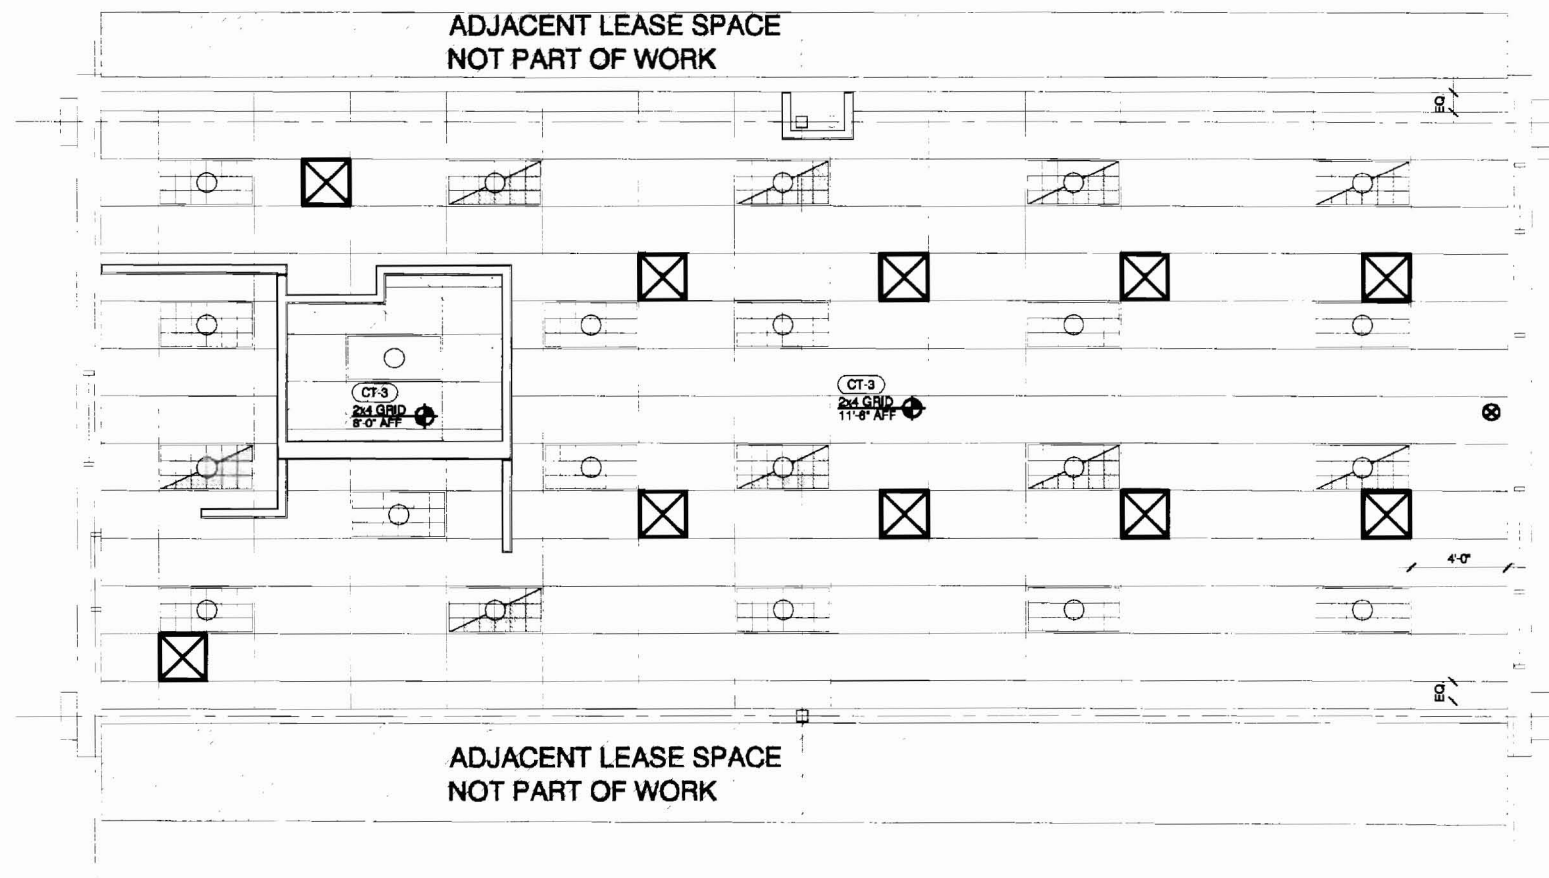 ADJACENT LEASE SPACE
NOT PART OF WORK
EQ
CT-3
2x4 GRID
8'-0" AFF
CT-3
2x4 GRID
11'-6" AFF
4'-0"
EQ
ADJACENT LEASE SPACE
NOT PART OF WORK